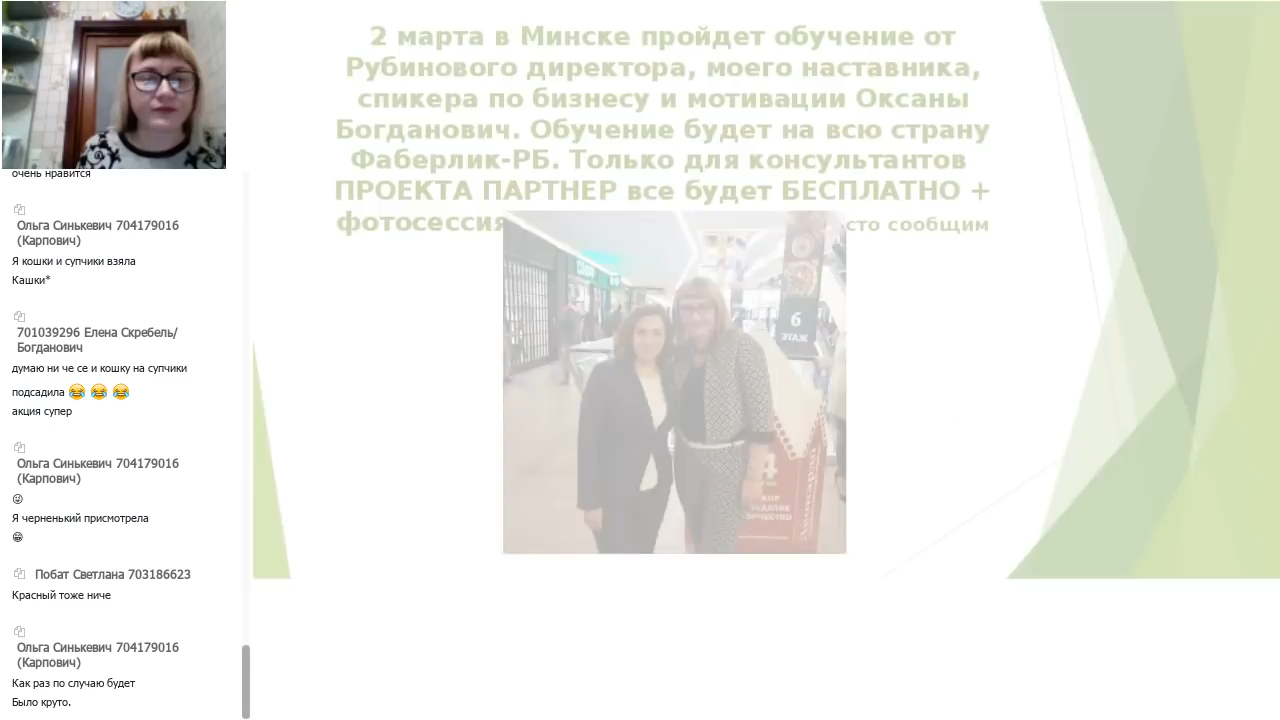 2 марта в Минске пройдет обучение от
Рубинового директора, моего наставника,
спикера по бизнесу и мотивации Оксаны
Богданович. Обучение будет на всю страну
Фаберлик-РБ. Только для консультантов
ПРОЕКТА ПАРТНЕР все будет БЕСПЛАТНО +
фотосессия сто сообщим
6
ЭТАЖ
очень нравится
Ольга Синькевич 704179016
(Карпович)
Я кошки и супчики взяла
Кашки*
701039296 Елена Скребель/
Богданович
думаю ни че се и кошку на супчики
подсадила 😂 😂 😂
акция супер
Ольга Синькевич 704179016
(Карпович)
😜
Я черненький присмотрела
😁
Побат Светлана 703186623
Красный тоже ниче
Ольга Синькевич 704179016
(Карпович)
Как раз по случаю будет
Было круто.